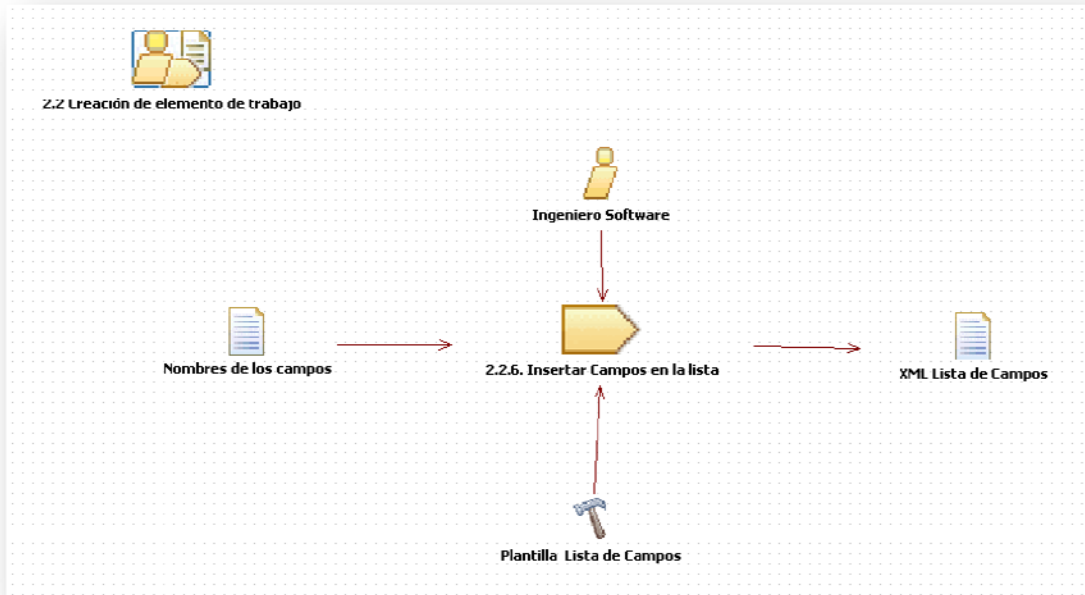 2.2 Creación de elemento de trabajo
Ingeniero Software
Nombres de los campos
2.2.6. Insertar Campos en la lista
XML Lista de Campos
Plantilla Lista de Campos